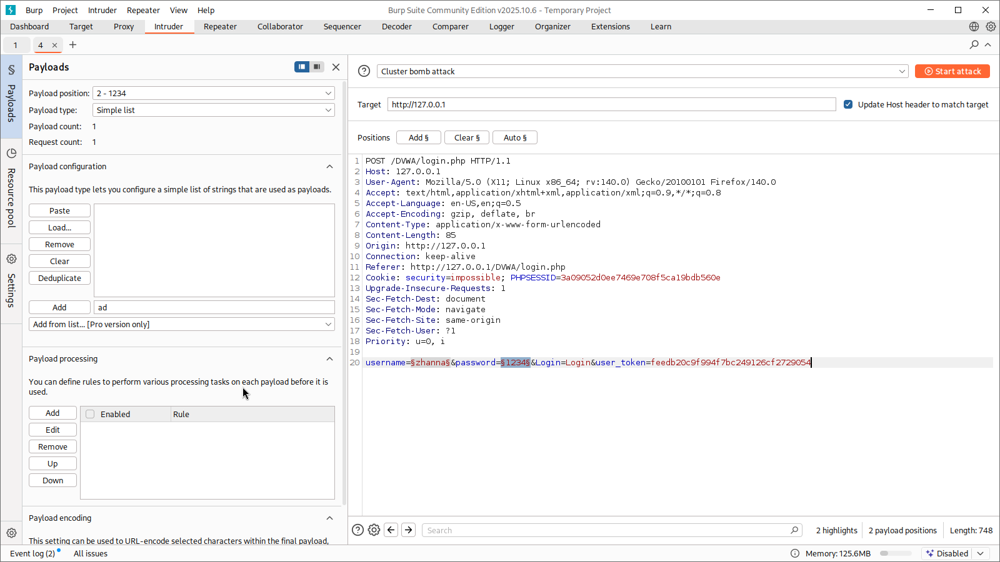 Burp Project Intruder Repeater View Help
Burp Suite Community Edition v2025.10.6 - Temporary Project
Dashboard Target Proxy Intruder Repeater Collaborator Sequencer Decoder Comparer Logger Organizer Extensions Learn
1 4 × +
§ Payloads
Resource pool
Settings
Payloads
Payload position: 2 - 1234
Payload type: Simple list
Payload count: 1
Request count: 1
Payload configuration
This payload type lets you configure a simple list of strings that are used as payloads.
Paste
Load...
Remove
Clear
Deduplicate
Add ad
Add from list... [Pro version only]
Payload processing
You can define rules to perform various processing tasks on each payload before it is
used.
Add
Edit
Remove
Up
Down
Enabled Rule
Payload encoding
This setting can be used to URL-encode selected characters within the final payload,
Cluster bomb attack
Start attack
Target http://127.0.0.1
Update Host header to match target
Positions Add § Clear § Auto §
1 POST /DVWA/login.php HTTP/1.1
2 Host: 127.0.0.1
3 User-Agent: Mozilla/5.0 (X11; Linux x86_64; rv:140.0) Gecko/20100101 Firefox/140.0
4 Accept: text/html,application/xhtml+xml,application/xml;q=0.9,*/*;q=0.8
5 Accept-Language: en-US,en;q=0.5
6 Accept-Encoding: gzip, deflate, br
7 Content-Type: application/x-www-form-urlencoded
8 Content-Length: 85
9 Origin: http://127.0.0.1
10 Connection: keep-alive
11 Referer: http://127.0.0.1/DVWA/login.php
12 Cookie: security=impossible; PHPSESSID=3a09052d0ee7469e708f5ca19bdb560e
13 Upgrade-Insecure-Requests: 1
14 Sec-Fetch-Dest: document
15 Sec-Fetch-Mode: navigate
16 Sec-Fetch-Site: same-origin
17 Sec-Fetch-User: ?1
18 Priority: u=0, i
19
20 username=§zhanna§&password=§1234§&Login=Login&user_token=feedb20c9f994f7bc249126cf2729054
Search
2 highlights 2 payload positions Length: 748
Event log (2) All issues
Memory: 125.6MB
Disabled